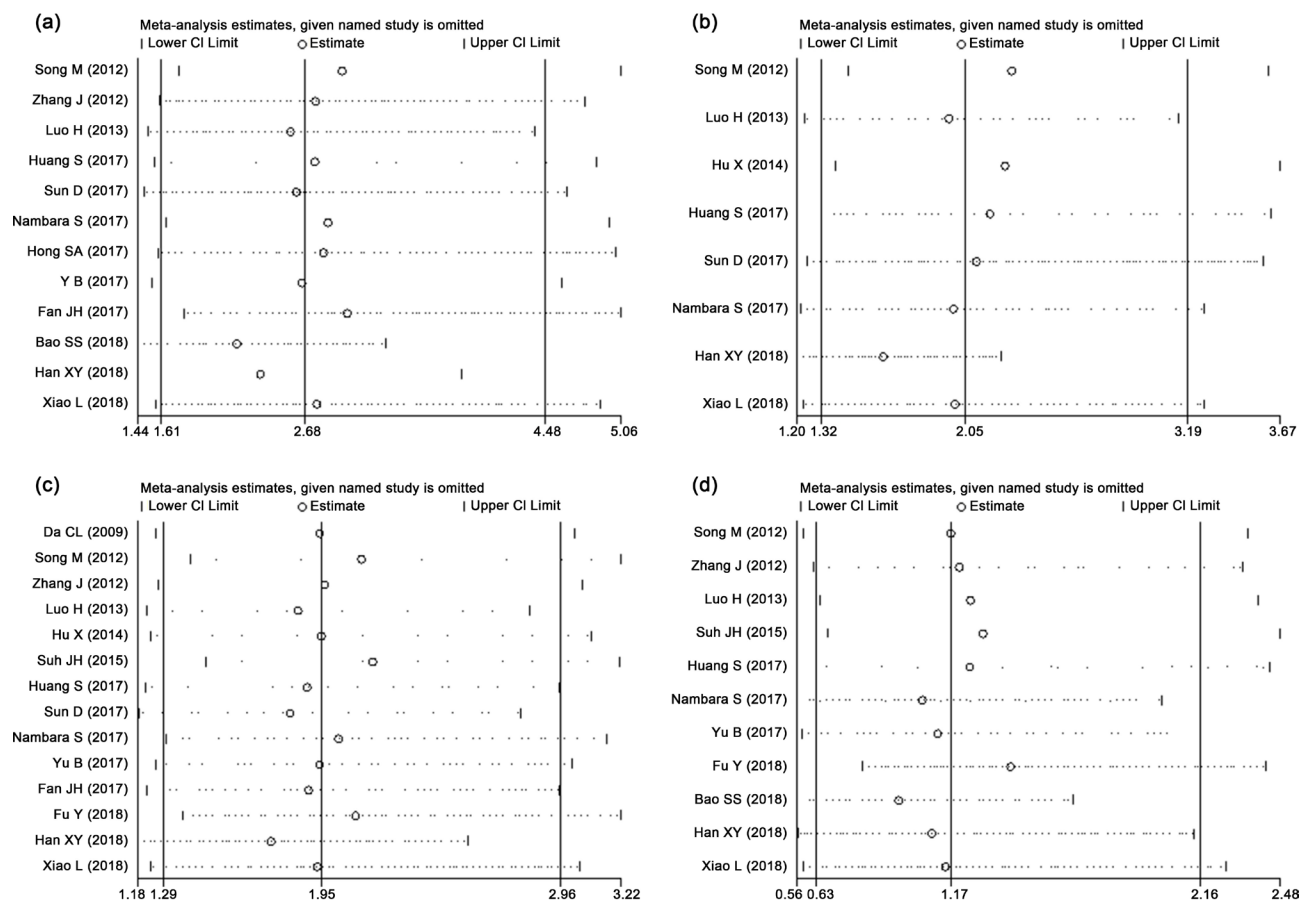 (a)
Meta-analysis estimates, given named study is omitted
Lower CI Limit Estimate Upper CI Limit
Song M (2012)
Zhang J (2012)
Luo H (2013)
Huang S (2017)
Sun D (2017)
Nambara S (2017)
Hong SA (2017)
Y B (2017)
Fan JH (2017)
Bao SS (2018)
Han XY (2018)
Xiao L (2018)
1.44 1.61 2.68 4.48 5.06
(b)
Meta-analysis estimates, given named study is omitted
Lower CI Limit Estimate Upper CI Limit
Song M (2012)
Luo H (2013)
Hu X (2014)
Huang S (2017)
Sun D (2017)
Nambara S (2017)
Han XY (2018)
Xiao L (2018)
1.20 1.32 2.05 3.19 3.67
(c)
Meta-analysis estimates, given named study is omitted
Lower CI Limit Estimate Upper CI Limit
Da CL (2009)
Song M (2012)
Zhang J (2012)
Luo H (2013)
Hu X (2014)
Suh JH (2015)
Huang S (2017)
Sun D (2017)
Nambara S (2017)
Yu B (2017)
Fan JH (2017)
Fu Y (2018)
Han XY (2018)
Xiao L (2018)
1.18 1.29 1.95 2.96 3.22
(d)
Meta-analysis estimates, given named study is omitted
Lower CI Limit Estimate Upper CI Limit
Song M (2012)
Zhang J (2012)
Luo H (2013)
Suh JH (2015)
Huang S (2017)
Nambara S (2017)
Yu B (2017)
Fu Y (2018)
Bao SS (2018)
Han XY (2018)
Xiao L (2018)
0.56 0.63 1.17 2.16 2.48